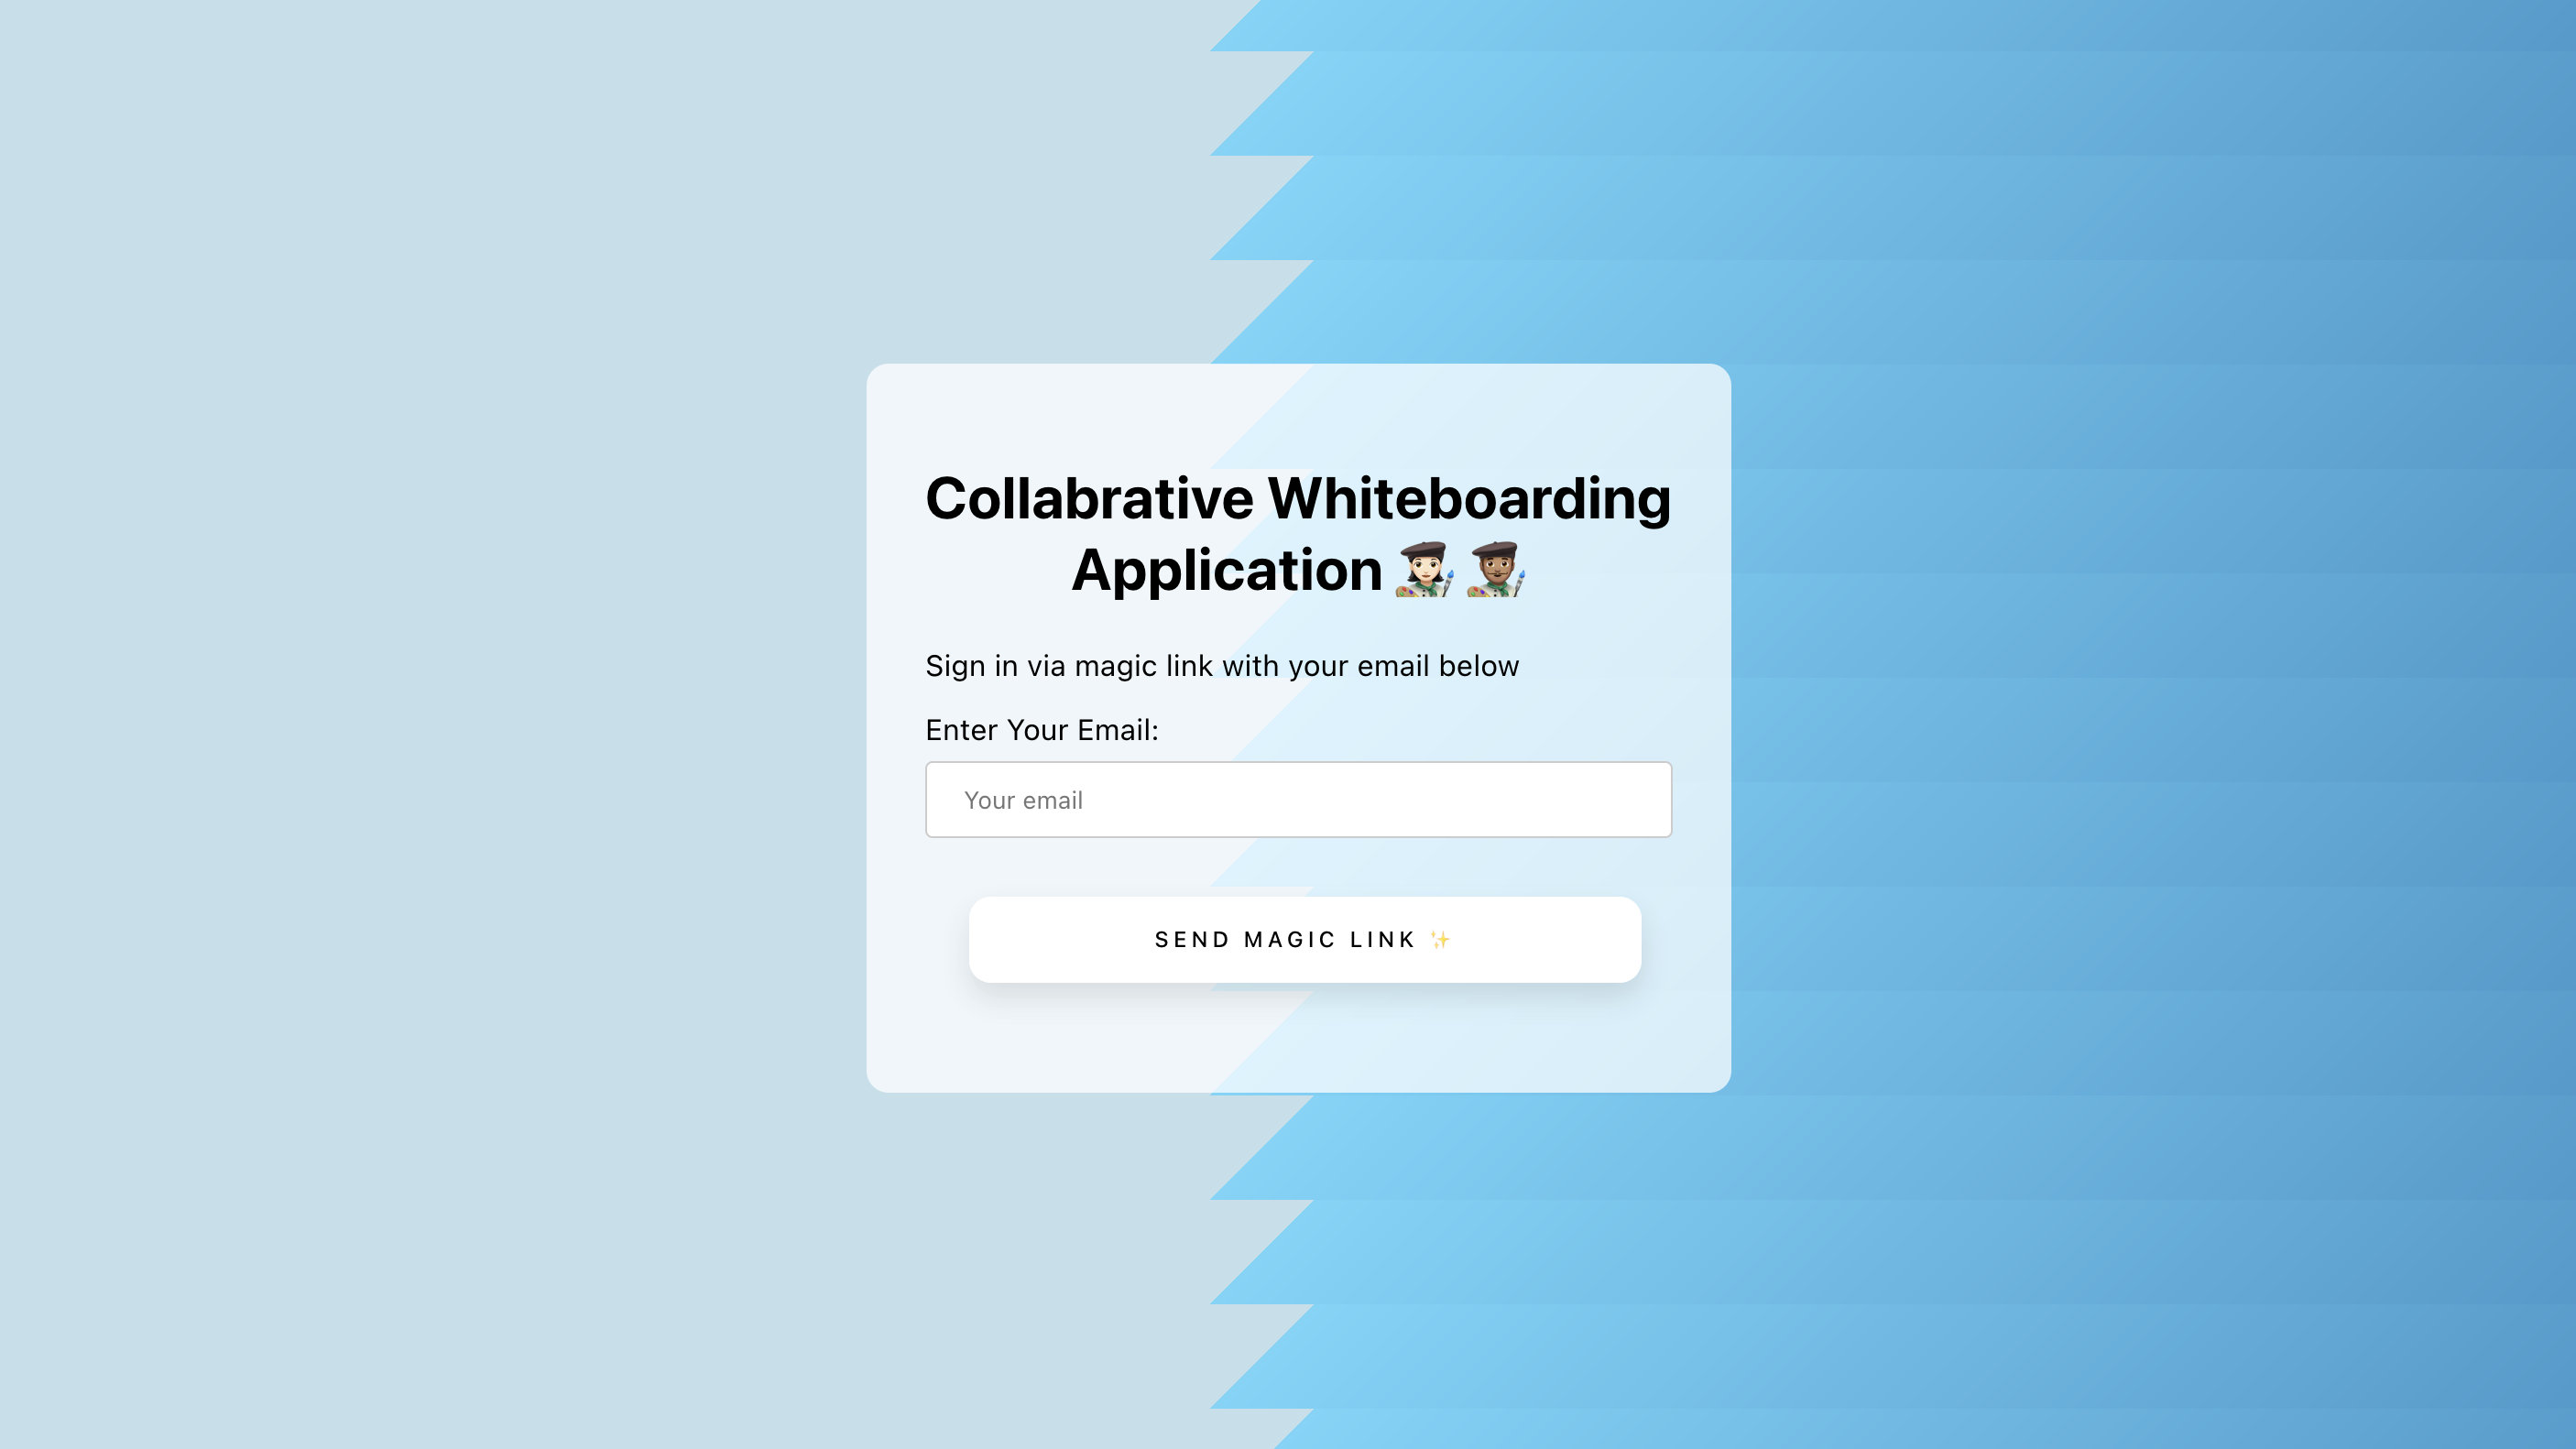 Collabrative Whiteboarding
Application 👩🏻‍🎨 👨🏾‍🎨
Sign in via magic link with your email below
Enter Your Email:
Your email
SEND MAGIC LINK ✨